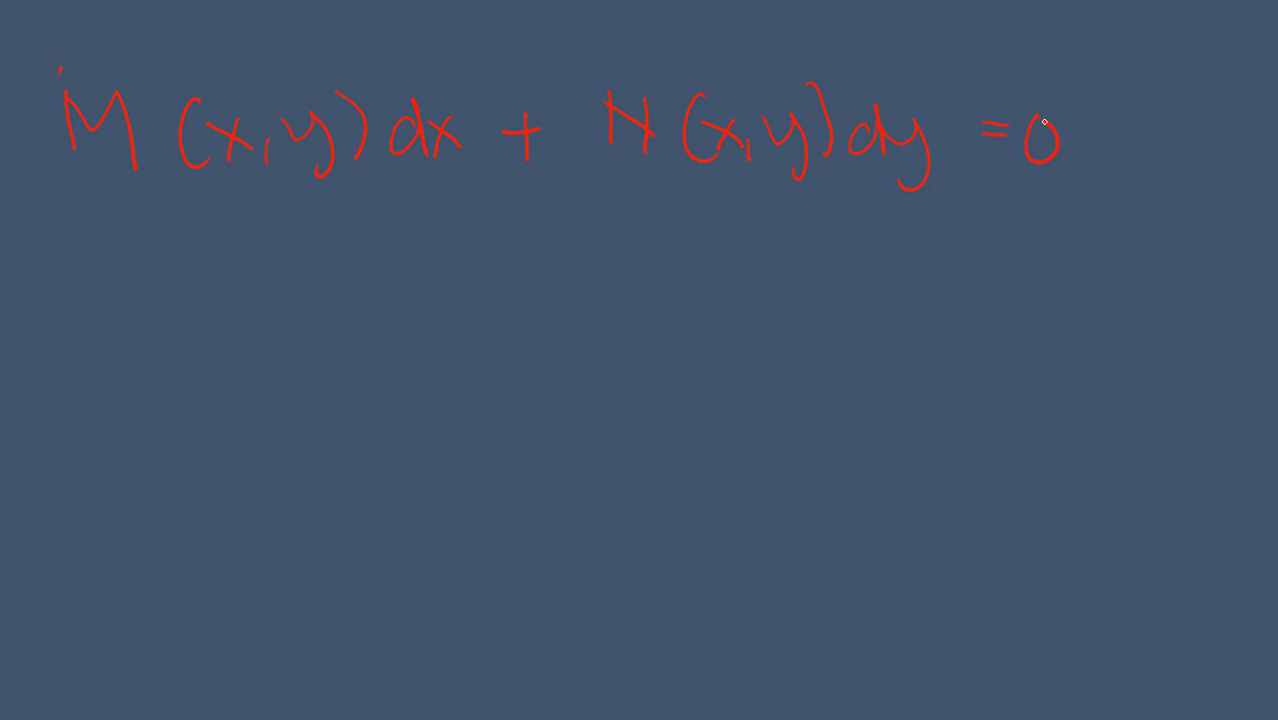 M(x,y)dx + N(x,y)dy = 0